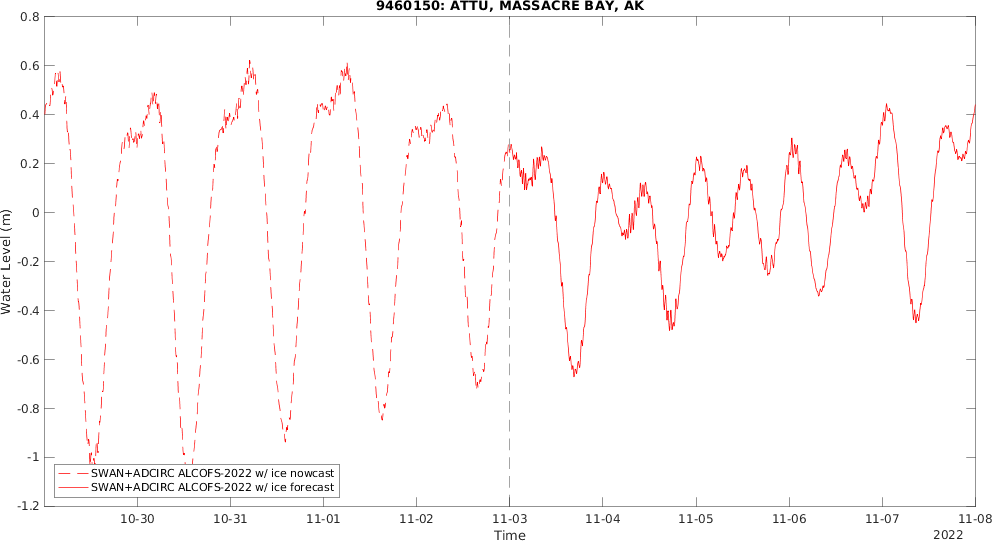 9460150: ATTU, MASSACRE BAY, AK
0.8
0.6
0.4
0.2
0
-0.2
-0.4
-0.6
-0.8
-1
-1.2
Water Level (m)
SWAN+ADCIRC ALCOFS-2022 w/ ice nowcast
SWAN+ADCIRC ALCOFS-2022 w/ ice forecast
10-30 10-31 11-01 11-02 11-03 11-04 11-05 11-06 11-07 11-08
Time
2022